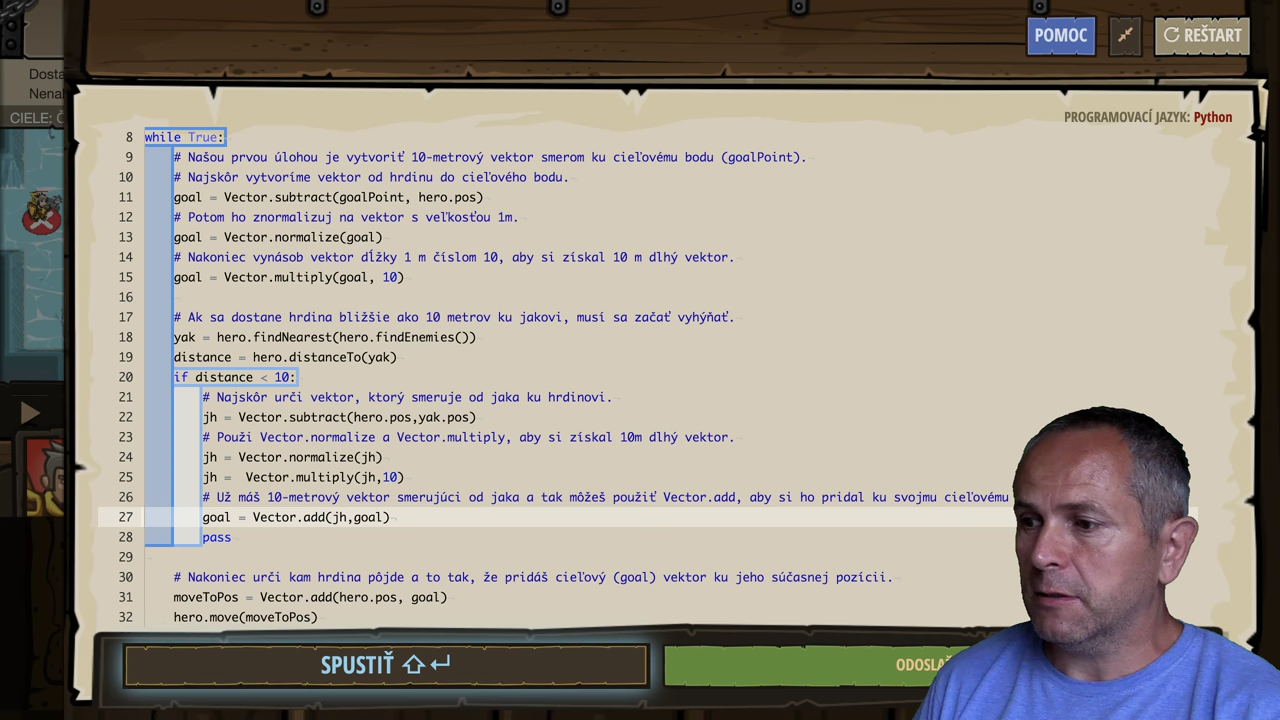 POMOC
REŠTART
Dosta
Nenal
CIELE: Č
PROGRAMOVACÍ JAZYK: Python
8 while True:
9 # Našou prvou úlohou je vytvoriť 10-metrový vektor smerom ku cieľovému bodu (goalPoint).
10 # Najskôr vytvoríme vektor od hrdinu do cieľového bodu.
11 goal = Vector.subtract(goalPoint, hero.pos)
12 # Potom ho znormalizuj na vektor s veľkosťou 1m.
13 goal = Vector.normalize(goal)
14 # Nakoniec vynásob vektor dĺžky 1 m číslom 10, aby si získal 10 m dlhý vektor.
15 goal = Vector.multiply(goal, 10)
16
17 # Ak sa dostane hrdina bližšie ako 10 metrov ku jakovi, musí sa začať vyhýňať.
18 yak = hero.findNearest(hero.findEnemies())
19 distance = hero.distanceTo(yak)
20 if distance < 10:
21 # Najskôr urči vektor, ktorý smeruje od jaka ku hrdinovi.
22 jh = Vector.subtract(hero.pos,yak.pos)
23 # Použi Vector.normalize a Vector.multiply, aby si získal 10m dlhý vektor.
24 jh = Vector.normalize(jh)
25 jh =  Vector.multiply(jh,10)
26 # Už máš 10-metrový vektor smerujúci od jaka a tak môžeš použiť Vector.add, aby si ho pridal ku svojmu cieľovému
27 goal = Vector.add(jh,goal)
28 pass
29
30 # Nakoniec urči kam hrdina pôjde a to tak, že pridáš cieľový (goal) vektor ku jeho súčasnej pozícii.
31 moveToPos = Vector.add(hero.pos, goal)
32 hero.move(moveToPos)
SPUSTIŤ
ODOSLA